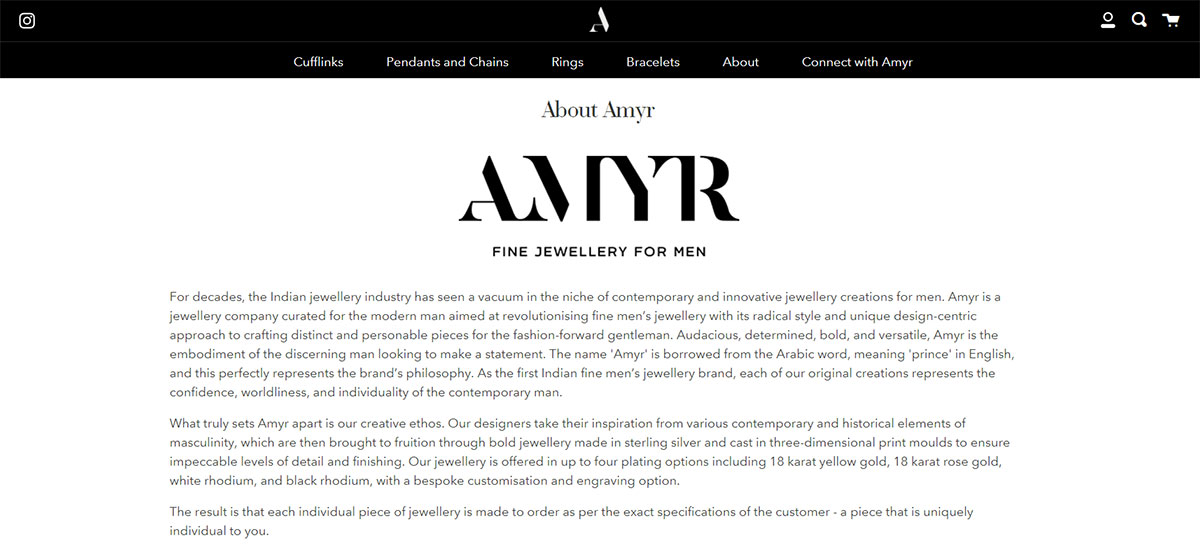 A
Cufflinks Pendants and Chains Rings Bracelets About Connect with Amyr
About Amyr
AMYR
FINE JEWELLERY FOR MEN
For decades, the Indian jewellery industry has seen a vacuum in the niche of contemporary and innovative jewellery creations for men. Amyr is a
jewellery company curated for the modern man aimed at revolutionising fine men’s jewellery with its radical style and unique design-centric
approach to crafting distinct and personable pieces for the fashion-forward gentleman. Audacious, determined, bold, and versatile, Amyr is the
embodiment of the discerning man looking to make a statement. The name 'Amyr' is borrowed from the Arabic word, meaning 'prince' in English,
and this perfectly represents the brand’s philosophy. As the first Indian fine men’s jewellery brand, each of our original creations represents the
confidence, worldliness, and individuality of the contemporary man.
What truly sets Amyr apart is our creative ethos. Our designers take their inspiration from various contemporary and historical elements of
masculinity, which are then brought to fruition through bold jewellery made in sterling silver and cast in three-dimensional print moulds to ensure
impeccable levels of detail and finishing. Our jewellery is offered in up to four plating options including 18 karat yellow gold, 18 karat rose gold,
white rhodium, and black rhodium, with a bespoke customisation and engraving option.
The result is that each individual piece of jewellery is made to order as per the exact specifications of the customer - a piece that is uniquely
individual to you.